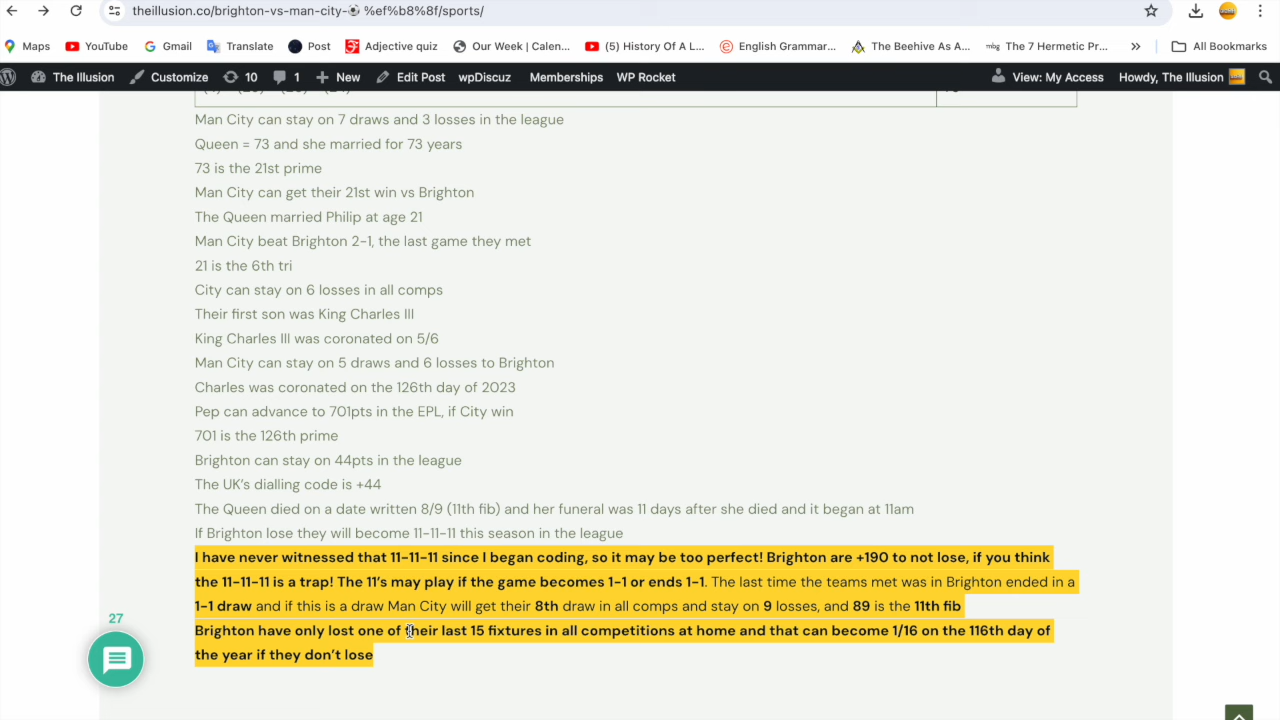 theillusion.co/brighton-vs-man-city-⚽ %ef%b8%8f/sports/
Maps YouTube Gmail Translate Post Adjective quiz Our Week | Calen... (5) History Of A L... English Grammar... The Beehive As A... The 7 Hermetic Pr... » All Bookmarks
The Illusion Customize 10 1 New Edit Post wpDiscuz Memberships WP Rocket View: My Access Howdy, The Illusion
Man City can stay on 7 draws and 3 losses in the league
Queen = 73 and she married for 73 years
73 is the 21st prime
Man City can get their 21st win vs Brighton
The Queen married Philip at age 21
Man City beat Brighton 2-1, the last game they met
21 is the 6th tri
City can stay on 6 losses in all comps
Their first son was King Charles III
King Charles III was coronated on 5/6
Man City can stay on 5 draws and 6 losses to Brighton
Charles was coronated on the 126th day of 2023
Pep can advance to 701pts in the EPL, if City win
701 is the 126th prime
Brighton can stay on 44pts in the league
The UK's dialling code is +44
The Queen died on a date written 8/9 (11th fib) and her funeral was 11 days after she died and it began at 11am
If Brighton lose they will become 11-11-11 this season in the league
I have never witnessed that 11-11-11 since I began coding, so it may be too perfect! Brighton are +190 to not lose, if you think
the 11-11-11 is a trap! The 11's may play if the game becomes 1-1 or ends 1-1. The last time the teams met was in Brighton ended in a
1-1 draw and if this is a draw Man City will get their 8th draw in all comps and stay on 9 losses, and 89 is the 11th fib
Brighton have only lost one of their last 15 fixtures in all competitions at home and that can become 1/16 on the 116th day of
the year if they don't lose
27